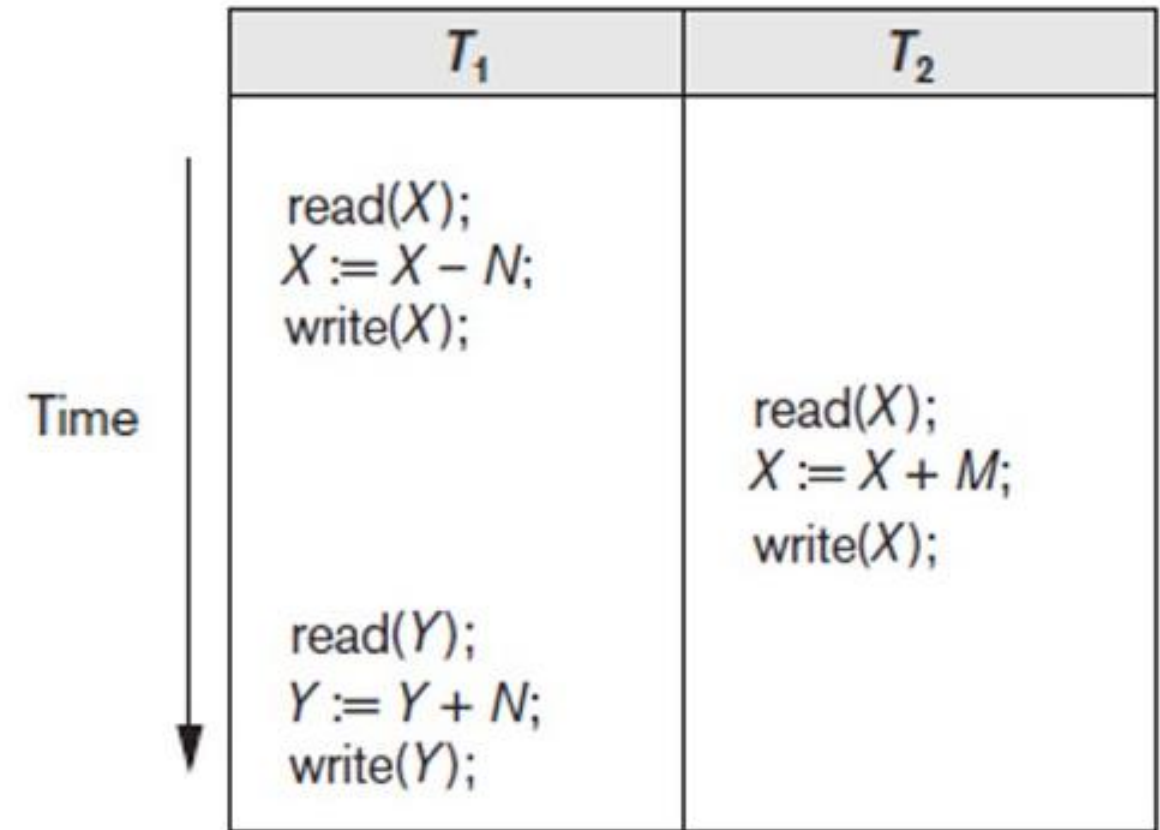 T₁ T₂
read(X);
X := X – N;
write(X);
Time
read(X);
X := X + M;
write(X);
read(Y);
Y := Y + N;
write(Y);